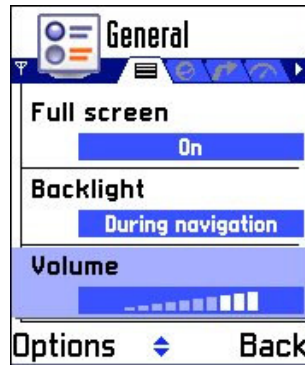 General
Full screen
On
Backlight
During navigation
Volume
Options
Back